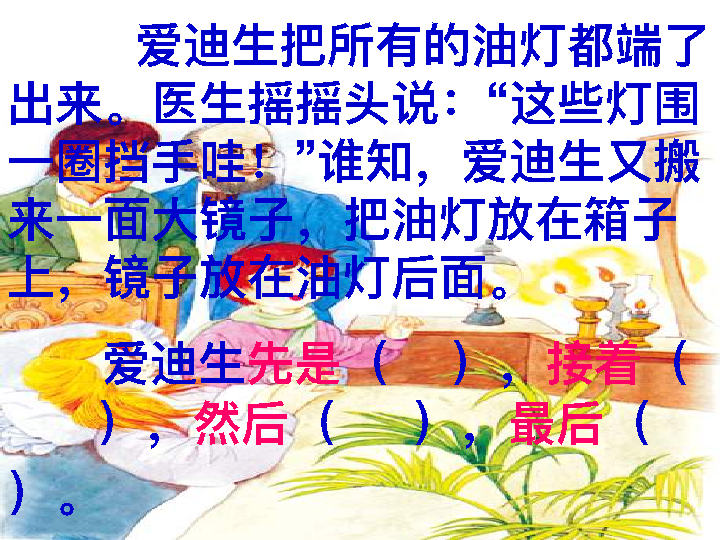 爱迪生把所有的油灯都端了
出来。医生摇摇头说：“这些灯围
一圈挡手哇！”谁知，爱迪生又搬
来一面大镜子，把油灯放在箱子
上，镜子放在油灯后面。
爱迪生先是（　），接着（
），然后（　），最后（
）。